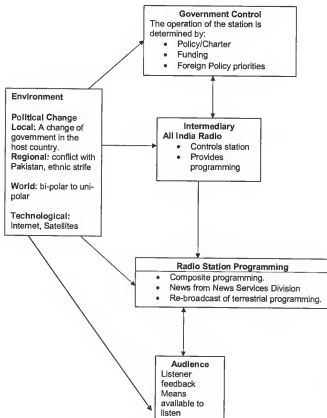 Government Control
The operation of the station is
determined by:
• Policy/Charter
• Funding
• Foreign Policy priorities
Environment
Political Change
Local: A change of
government in the
host country.
Regional: conflict with
Pakistan, ethnic strife
World: bi-polar to uni-
polar
Technological:
Internet, Satellites
Intermediary
All India Radio
• Controls station
• Provides
programming
Radio Station Programming
• Composite programming.
• News from News Services Division
• Re-broadcast of terrestrial programming.
Audience
Listener
feedback
Means
available to
listen